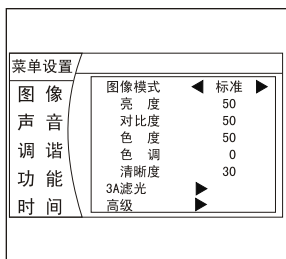 菜单设置
图 像
声 音
调 谐
功 能
时 间
图像模式 ◀ 标准 ▶
亮 度 50
对比度 50
色 度 50
色 调 0
清晰度 30
3A滤光 ▶
高级 ▶